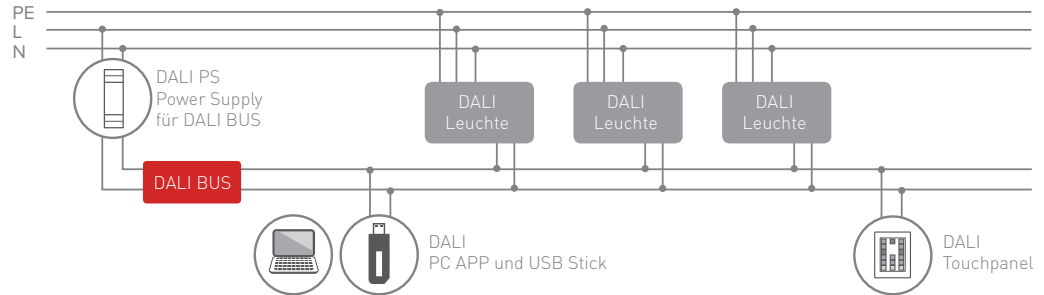 PE
L
N
DALI PS
Power Supply
für DALI BUS
DALI
Leuchte
DALI
Leuchte
DALI
Leuchte
DALI BUS
DALI
PC APP und USB Stick
DALI
Touchpanel